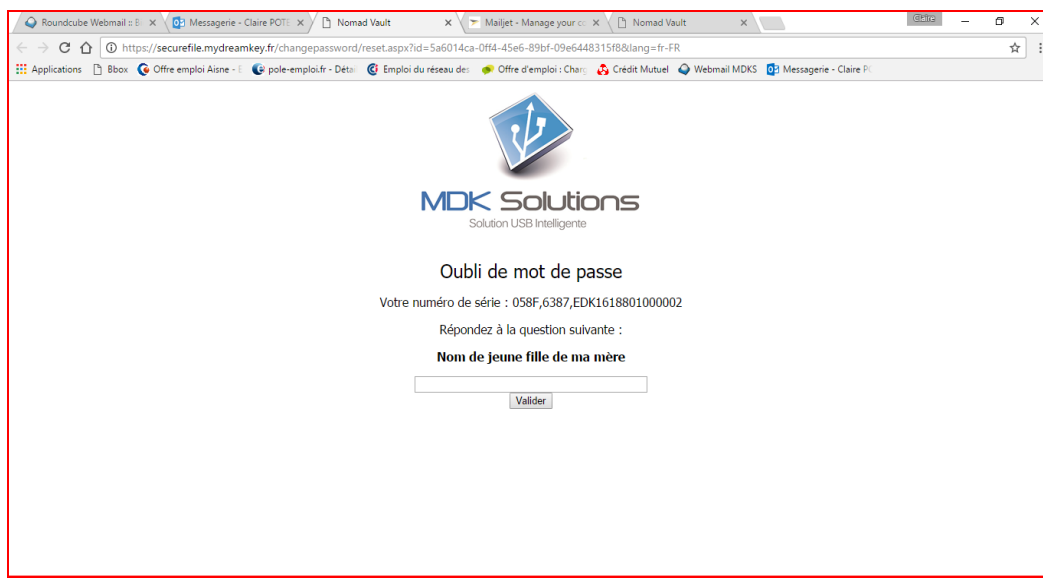 Roundcube Webmail :: B
Messagerie - Claire POTE
Nomad Vault
Mailjet - Manage your co
Nomad Vault
Claire
https://securefile.mydreamkey.fr/changepassword/reset.aspx?id=5a6014ca-0ff4-45e6-89bf-09e6448315f8&lang=fr-FR
Applications Bbox Offre emploi Aisne - E pole-emploi.fr - Détai Emploi du réseau des Offre d'emploi : Charg Crédit Mutuel Webmail MDKS Messagerie - Claire PO
MDK Solutions
Solution USB Intelligente
Oubli de mot de passe
Votre numéro de série : 058F,6387,EDK1618801000002
Répondez à la question suivante :
Nom de jeune fille de ma mère
Valider